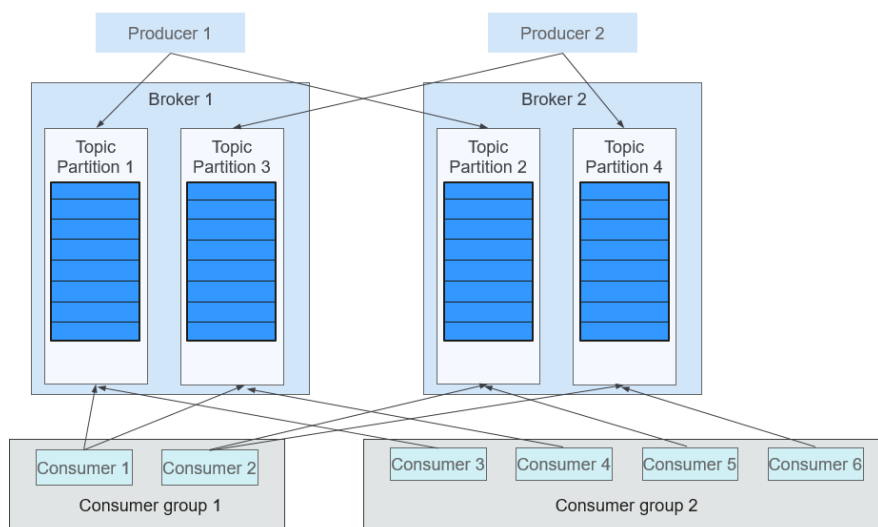 Producer 1
Producer 2
Broker 1
Broker 2
Topic
Partition 1
Topic
Partition 3
Topic
Partition 2
Topic
Partition 4
Consumer 1
Consumer 2
Consumer 3
Consumer 4
Consumer 5
Consumer 6
Consumer group 1
Consumer group 2